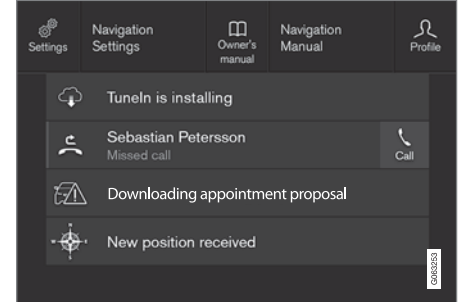 Settings
Navigation
Settings
Owner's
manual
Navigation
Manual
Profile
TuneIn is installing
Sebastian Petersson
Missed call
Call
Downloading appointment proposal
New position received
G063253